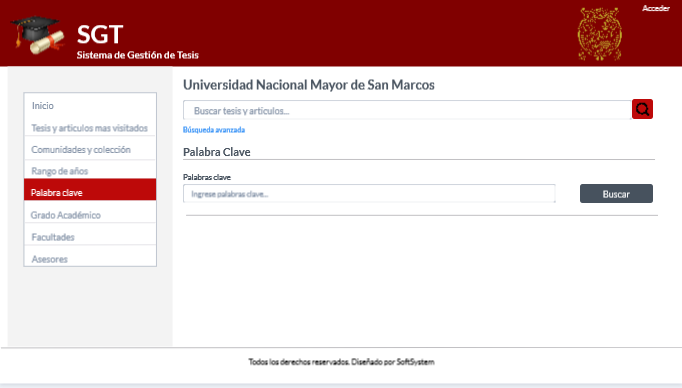 Acceder
SGT
Sistema de Gestión de Tesis
Universidad Nacional Mayor de San Marcos
Inicio
Tesis y articulos mas visitados
Comunidades y colección
Rango de años
Palabra clave
Grado Académico
Facultades
Asesores
Buscar tesis y artículos...
Búsqueda avanzada
Palabra Clave
Palabras clave
Ingrese palabras clave...
Buscar
Todos los derechos reservados. Diseñado por SoftSystem